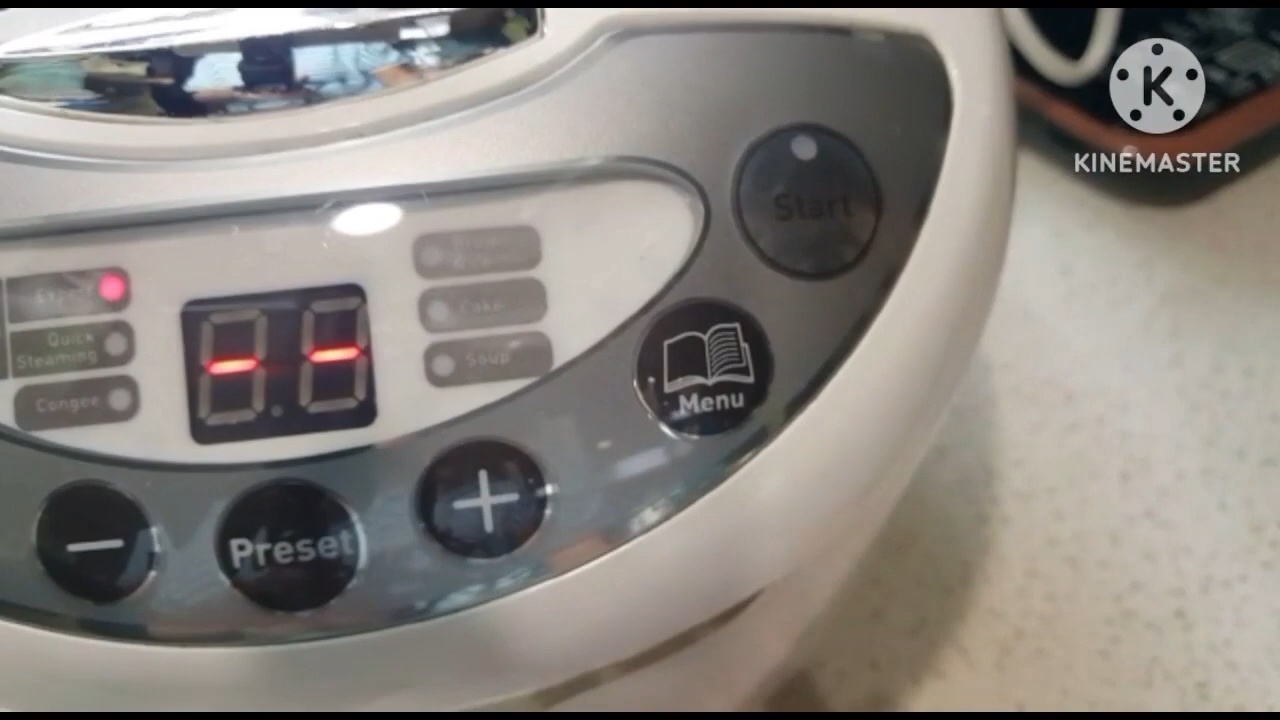 KINEMASTER
Start
Quick
Steaming
Cake
Congee
Soup
Menu
Preset